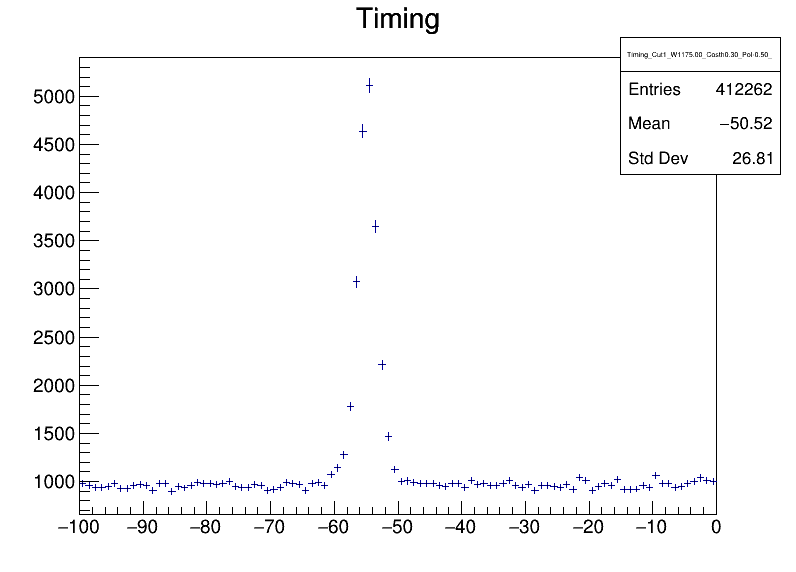 Timing
Timing_Cut1_W1175.00_Costh0.30_Pol-0.50_
Entries 412262
Mean −50.52
Std Dev 26.81
5000
4500
4000
3500
3000
2500
2000
1500
1000
−100 −90 −80 −70 −60 −50 −40 −30 −20 −10 0